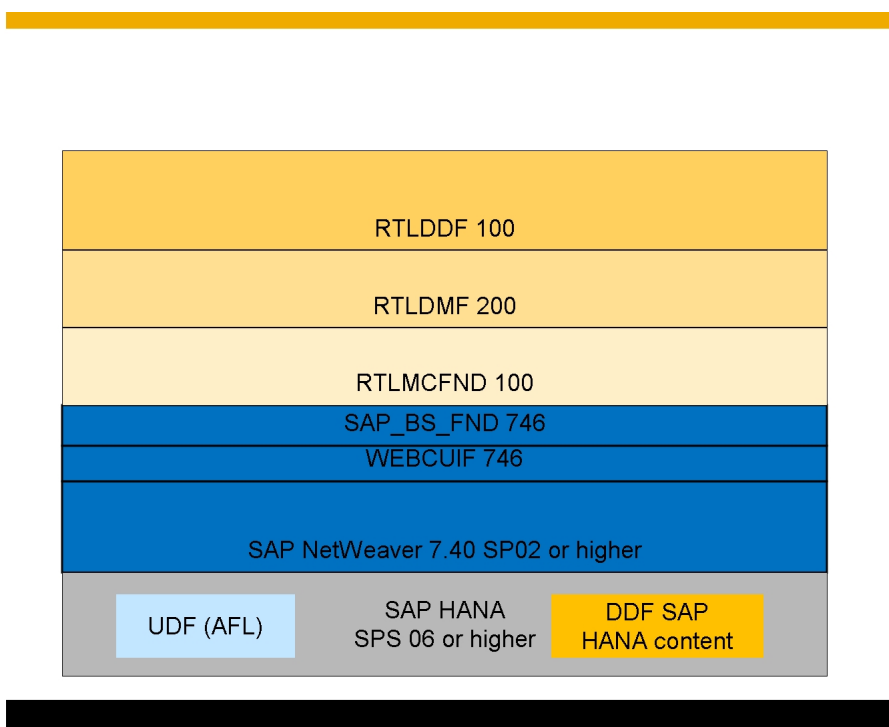 RTLDDF 100
RTLDMF 200
RTLMCFND 100
SAP_BS_FND 746
WEBCUIF 746
SAP NetWeaver 7.40 SP02 or higher
UDF (AFL)
SAP HANA
SPS 06 or higher
DDF SAP
HANA content